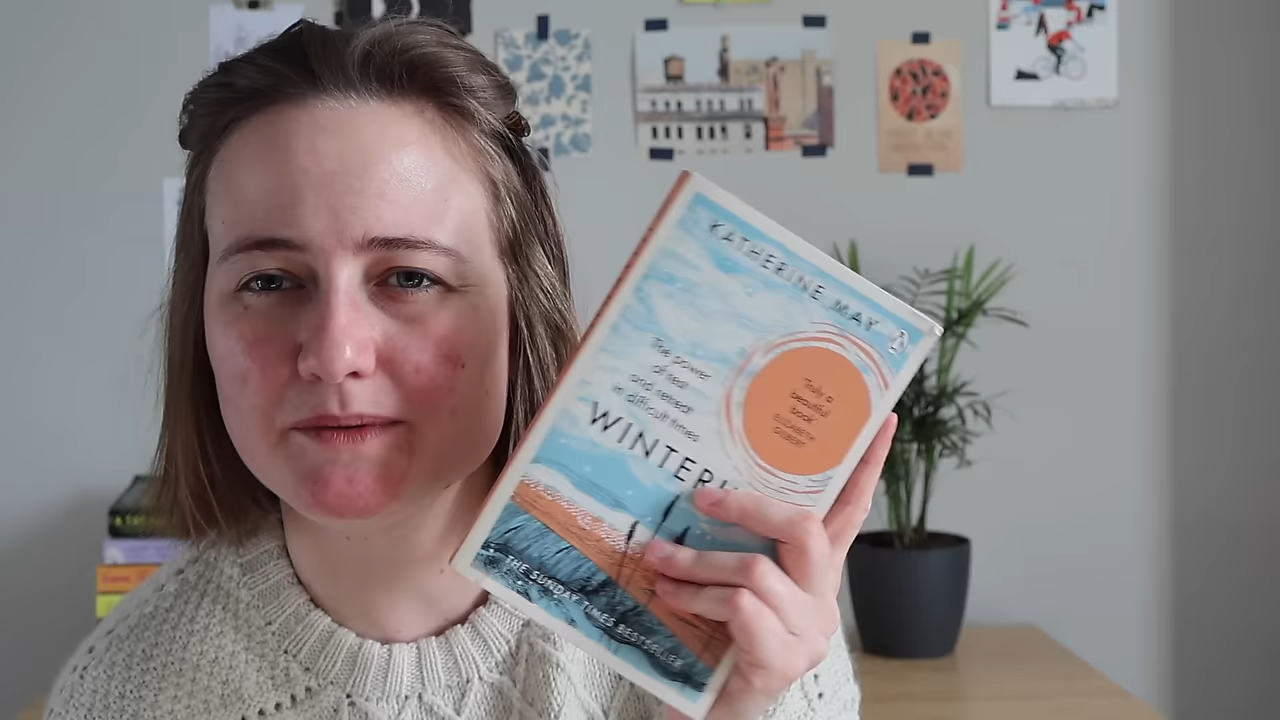 KATHERINE MAY
The power
of rest
and retreat
in difficult times
'Truly a
beautiful
book'
ELIZABETH
GILBERT
WINTERI
THE SUNDAY TIMES BESTSELLER